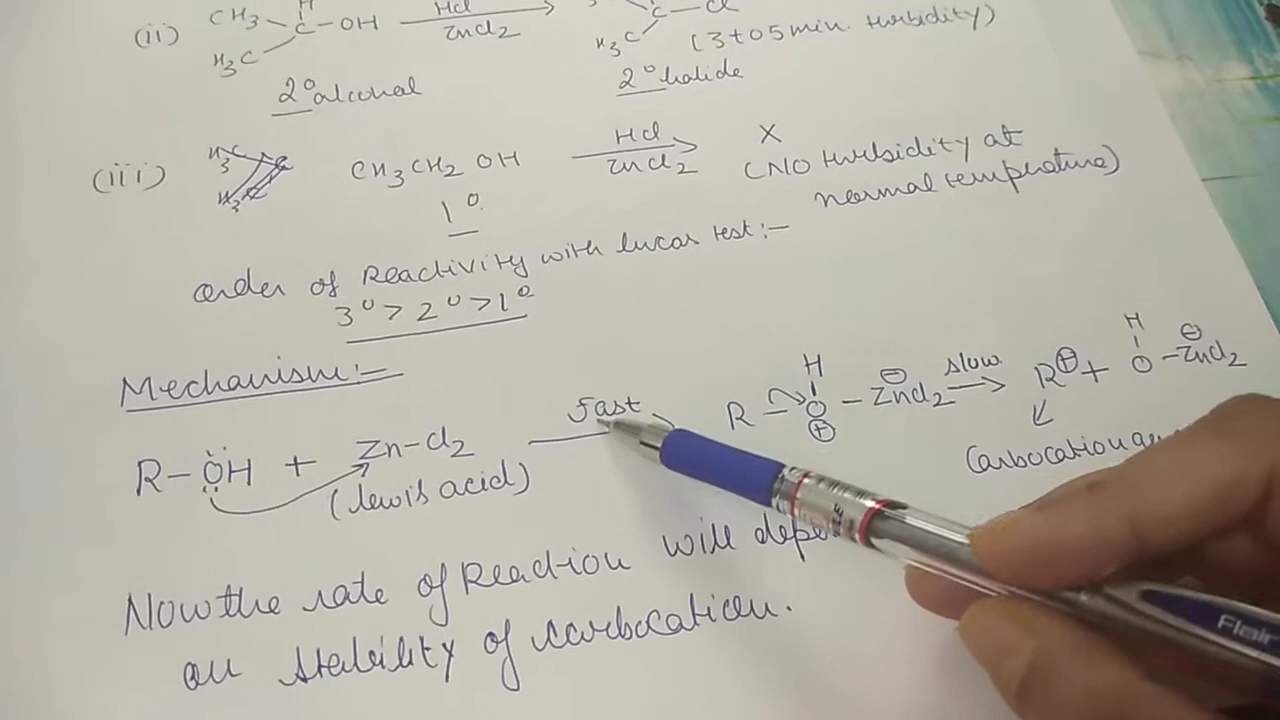 (ii) CH3 H3C C H - OH HCl ZnCl2 H3C C - Cl (3 to 5 min. turbidity)
2° alcohal 2° halide
(iii) CH3CH2OH HCl ZnCl2 X (NO turbidity at normal temperature)
1°
order of Reactivity with lucas test:-
3° > 2° > 1°
Mechanism:-
R - ÖH + Zn-Cl2 Fast R - O H ⊕ - ZnCl2 ⊖ slow R⊕ + O H - ZnCl2 ⊖
(lewis acid) Carbocation
Now the rate of Reaction will
on stability of carbocation.
Flair